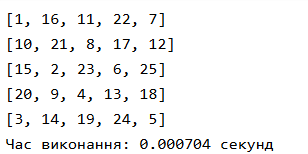 [1, 16, 11, 22, 7]
[10, 21, 8, 17, 12]
[15, 2, 23, 6, 25]
[20, 9, 4, 13, 18]
[3, 14, 19, 24, 5]
Час виконання: 0.000704 секунд